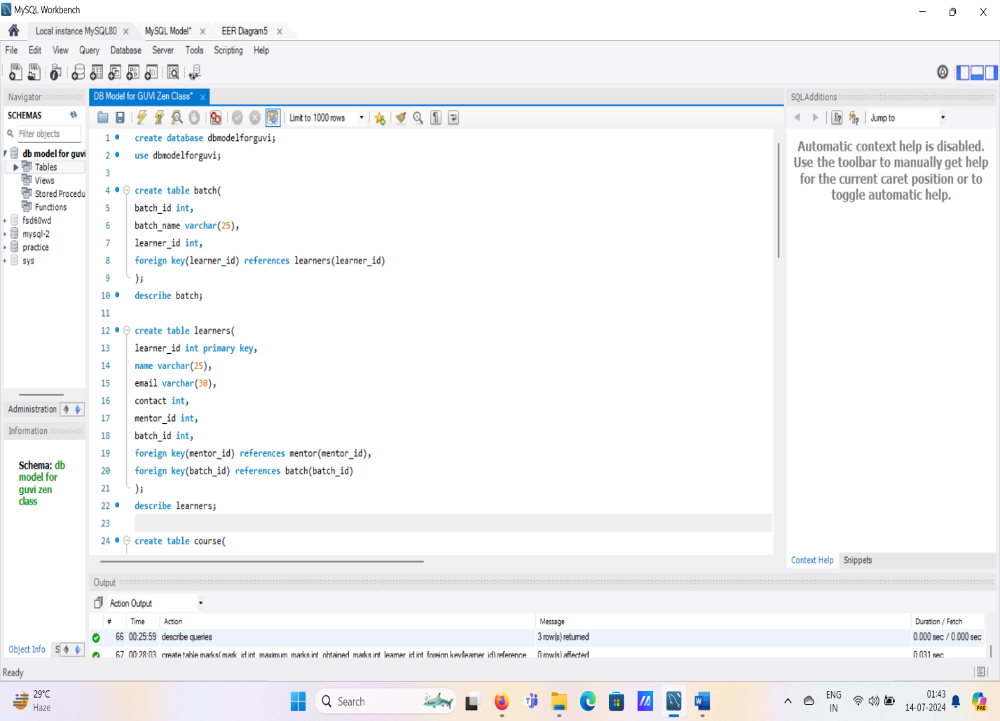 MySQL Workbench
Local instance MySQL80
MySQL Model*
EER Diagram5
File Edit View Query Database Server Tools Scripting Help
Navigator
SCHEMAS
Filter objects
db model for guvi
Tables
Views
Stored Procedu
Functions
fsd60wd
mysql-2
practice
sys
Administration
Information
Schema: db
model for
guvi zen
class
Object Info S
DB Model for GUVI Zen Class*
Limit to 1000 rows
1 create database dbmodelforguvi;
2 use dbmodelforguvi;
3
4 create table batch(
5 batch_id int,
6 batch_name varchar(25),
7 learner_id int,
8 foreign key(learner_id) references learners(learner_id)
9 );
10 describe batch;
11
12 create table learners(
13 learner_id int primary key,
14 name varchar(25),
15 email varchar(30),
16 contact int,
17 mentor_id int,
18 batch_id int,
19 foreign key(mentor_id) references mentor(mentor_id),
20 foreign key(batch_id) references batch(batch_id)
21 );
22 describe learners;
23
24 create table course(
SQLAdditions
Jump to
Automatic context help is disabled.
Use the toolbar to manually get help
for the current caret position or to
toggle automatic help.
Context Help Snippets
Output
Action Output
# Time Action Message Duration / Fetch
66 00:25:59 describe queries 3 row(s) returned 0.000 sec / 0.000 sec
67 00:28:03 create table marks( mark_id int, maximum_marks int, obtained_marks int, learner_id int, foreign key(learner_id) reference... 0 row(s) affected 0.031 sec
Ready
29°C
Haze
Search
ENG
IN
01:43
14-07-2024
PRE